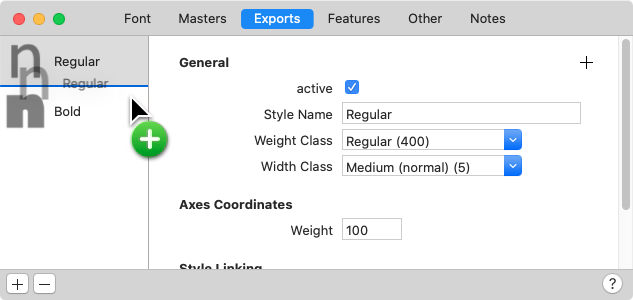 Font Masters Exports Features Other Notes
n Regular
n Regular
n Bold
General
active
Style Name Regular
Weight Class Regular (400)
Width Class Medium (normal) (5)
Axes Coordinates
Weight 100
Style Linking
?